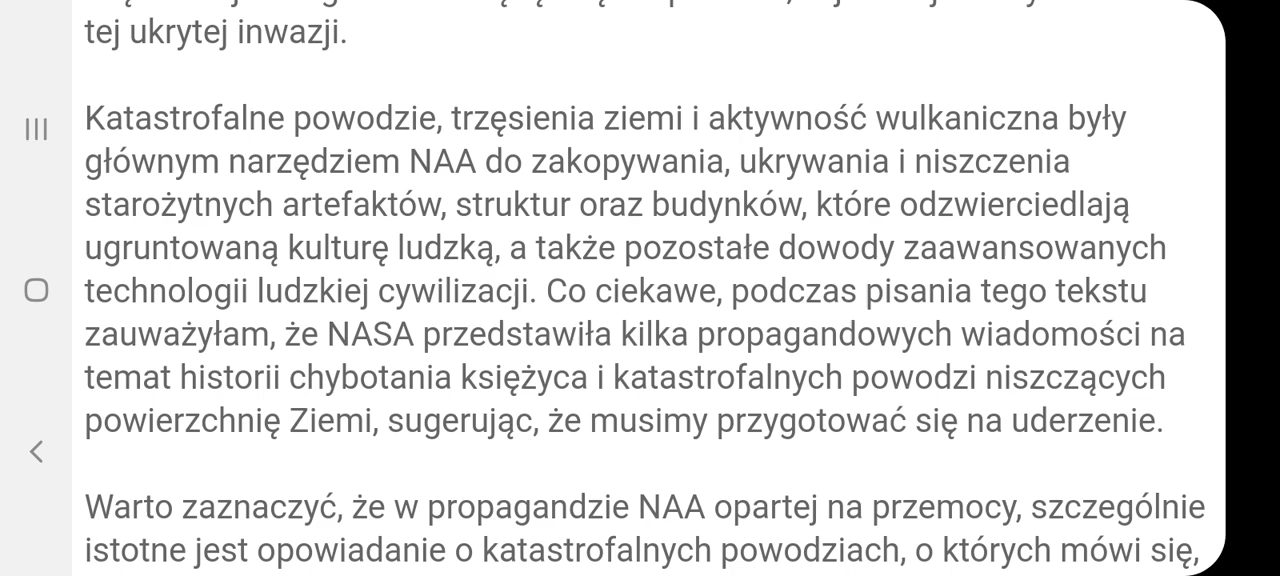 tej ukrytej inwazji.
Katastrofalne powodzie, trzęsienia ziemi i aktywność wulkaniczna były
głównym narzędziem NAA do zakopywania, ukrywania i niszczenia
starożytnych artefaktów, struktur oraz budynków, które odzwierciedlają
ugruntowaną kulturę ludzką, a także pozostałe dowody zaawansowanych
technologii ludzkiej cywilizacji. Co ciekawe, podczas pisania tego tekstu
zauważyłam, że NASA przedstawiła kilka propagandowych wiadomości na
temat historii chybotania księżyca i katastrofalnych powodzi niszczących
powierzchnię Ziemi, sugerując, że musimy przygotować się na uderzenie.
Warto zaznaczyć, że w propagandzie NAA opartej na przemocy, szczególnie
istotne jest opowiadanie o katastrofalnych powodziach, o których mówi się,